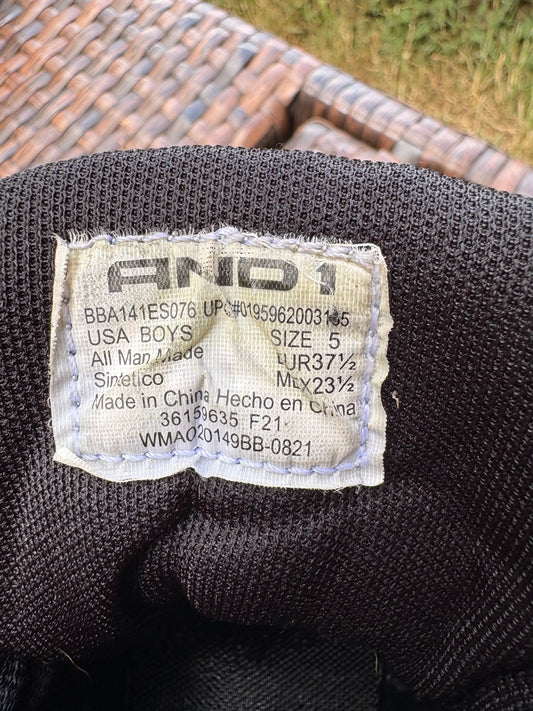 AND1
BBA141ES076 UPC#0195962003135
USA BOYS SIZE 5
All Man Made EUR37½
Sintetico MEX23½
Made in China Hecho en China
36159635 F21
WMAO20149BB-0821